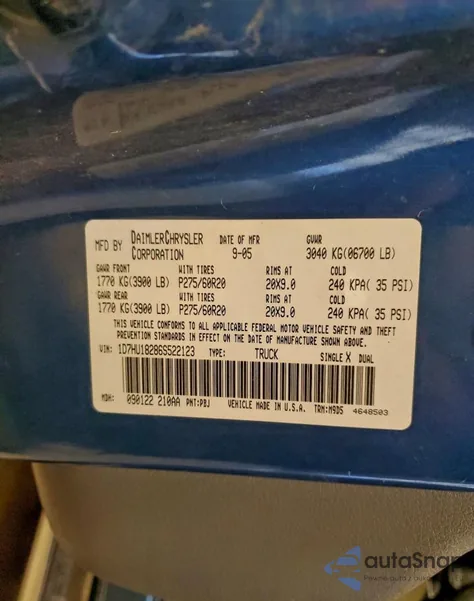 MFD BY DAIMLERCHRYSLER CORPORATION DATE OF MFR 9-05 GVWR 3040 KG(06700 LB)
GAWR FRONT WITH TIRES RIMS AT COLD
1770 KG(3900 LB) P275/60R20 20X9.0 240 KPA( 35 PSI)
GAWR REAR WITH TIRES RIMS AT COLD
1770 KG(3900 LB) P275/60R20 20X9.0 240 KPA( 35 PSI)
THIS VEHICLE CONFORMS TO ALL APPLICABLE FEDERAL MOTOR VEHICLE SAFETY AND THEFT
PREVENTION STANDARDS IN EFFECT ON THE DATE OF MANUFACTURE SHOWN ABOVE.
VIN: 1D7HU18286S522123 TYPE: TRUCK SINGLE X DUAL
MDH: 090122 210AA PNT:PBJ VEHICLE MADE IN U.S.A. TRN:M9D5 4648503
autaSnap